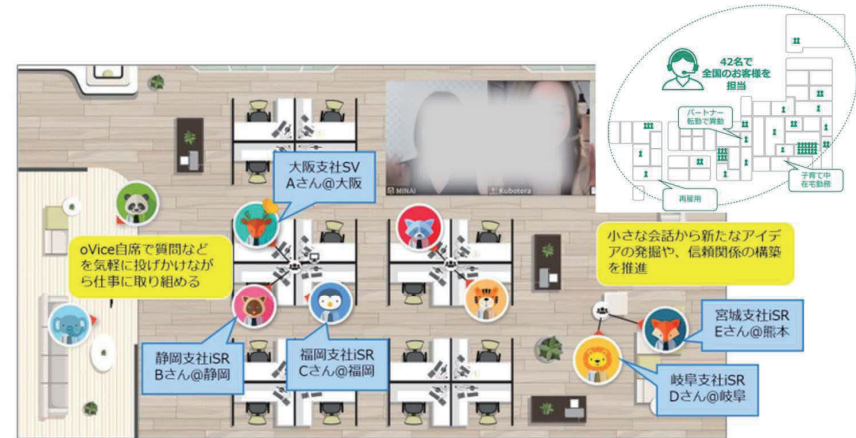 42名で
全国のお客様を
担当
パートナー
転勤で異動
子育て中
在宅勤務
再雇用
MINAI
Kubotera
大阪支社SV
Aさん@大阪
oVice自席で質問など
を気軽に投げかけなが
ら仕事に取り組める
小さな会話から新たなアイデ
アの発掘や、信頼関係の構築
を推進
静岡支社iSR
Bさん@静岡
福岡支社iSR
Cさん@福岡
宮城支社iSR
Eさん@熊本
岐阜支社iSR
Dさん@岐阜